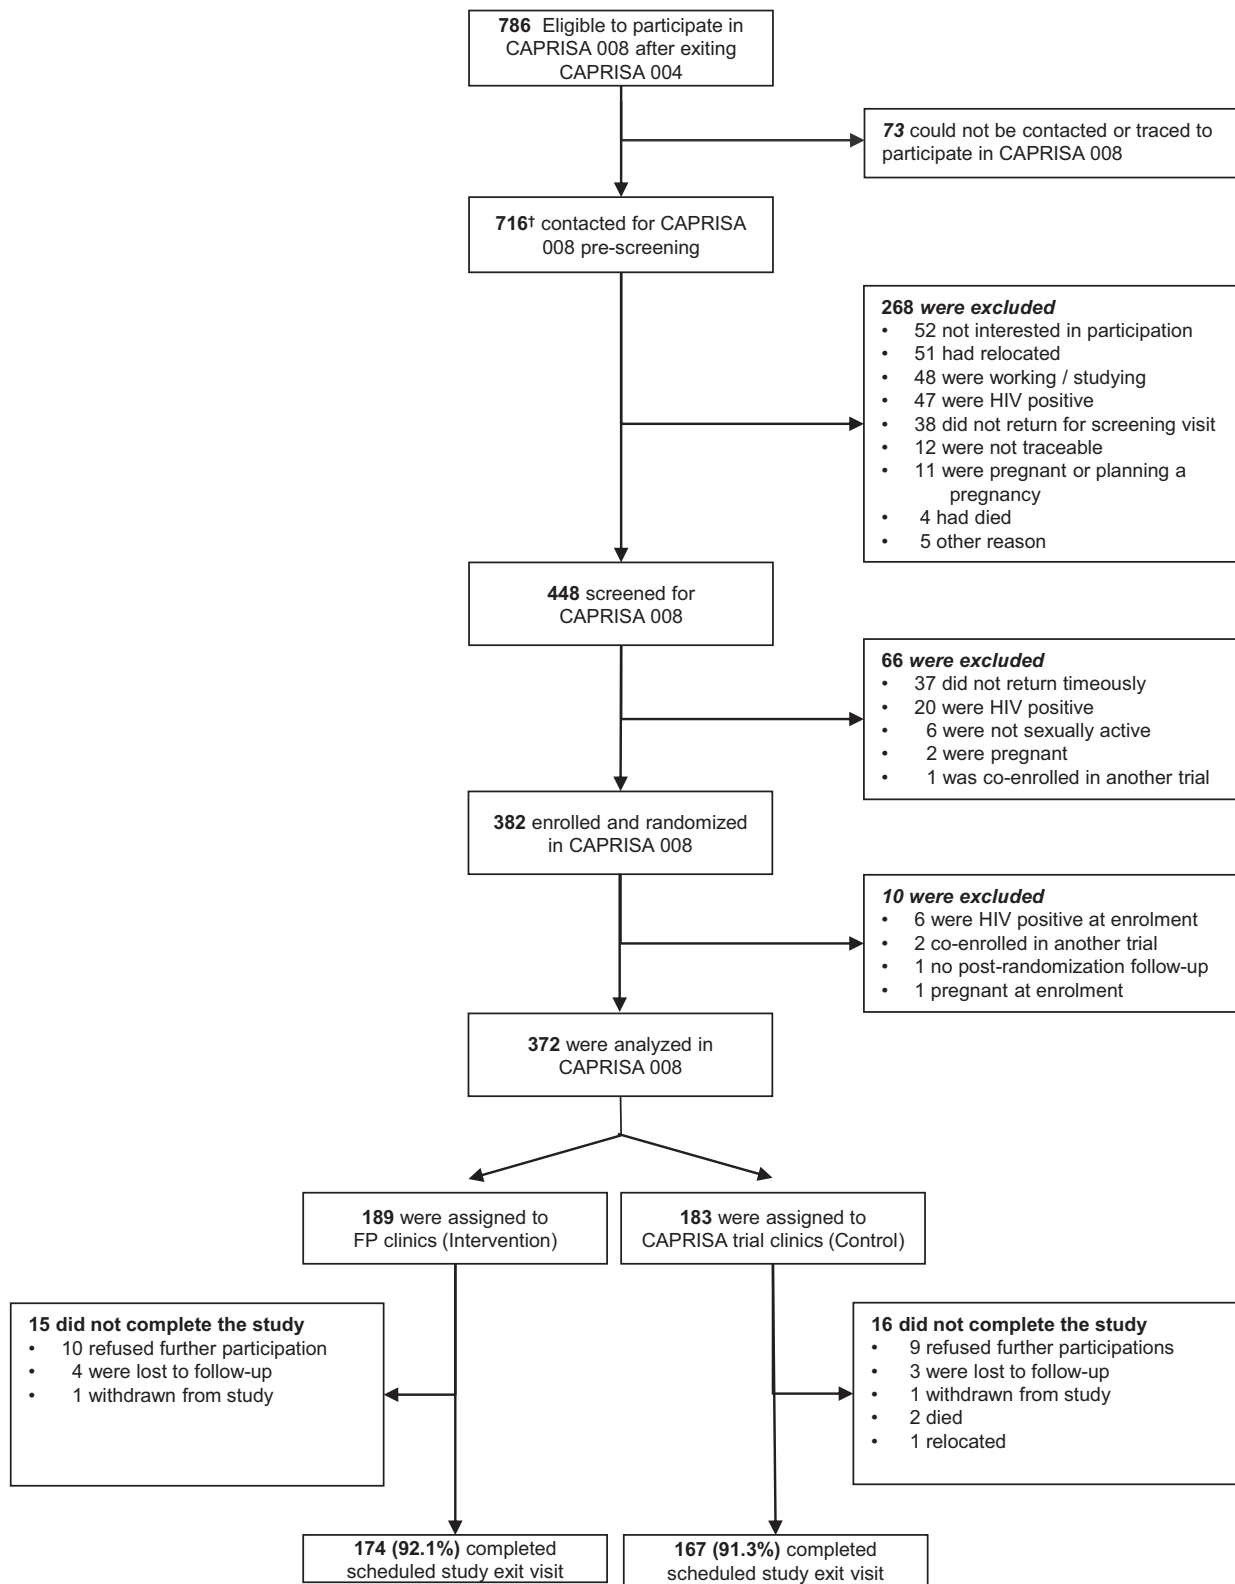 786 Eligible to participate in
CAPRISA 008 after exiting
CAPRISA 004
73 could not be contacted or traced to
participate in CAPRISA 008
716† contacted for CAPRISA
008 pre-screening
268 were excluded
• 52 not interested in participation
• 51 had relocated
• 48 were working / studying
• 47 were HIV positive
• 38 did not return for screening visit
• 12 were not traceable
• 11 were pregnant or planning a
pregnancy
• 4 had died
• 5 other reason
448 screened for
CAPRISA 008
66 were excluded
• 37 did not return timeously
• 20 were HIV positive
• 6 were not sexually active
• 2 were pregnant
• 1 was co-enrolled in another trial
382 enrolled and randomized
in CAPRISA 008
10 were excluded
• 6 were HIV positive at enrolment
• 2 co-enrolled in another trial
• 1 no post-randomization follow-up
• 1 pregnant at enrolment
372 were analyzed in
CAPRISA 008
189 were assigned to
FP clinics (Intervention)
183 were assigned to
CAPRISA trial clinics (Control)
15 did not complete the study
• 10 refused further participation
• 4 were lost to follow-up
• 1 withdrawn from study
16 did not complete the study
• 9 refused further participations
• 3 were lost to follow-up
• 1 withdrawn from study
• 2 died
• 1 relocated
174 (92.1%) completed
scheduled study exit visit
167 (91.3%) completed
scheduled study exit visit